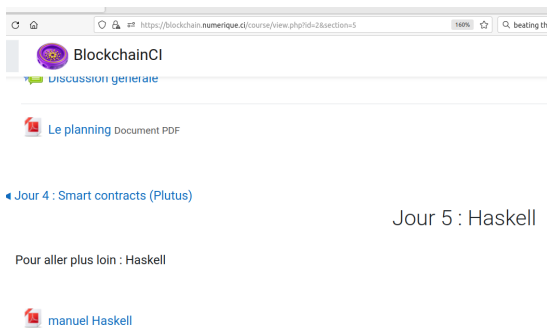 https://blockchain.numerique.ci/course/view.php?id=2&section=5
160%
beating th
BlockchainCI
Discussion générale
Le planning Document PDF
Jour 4 : Smart contracts (Plutus)
Jour 5 : Haskell
Pour aller plus loin : Haskell
manuel Haskell